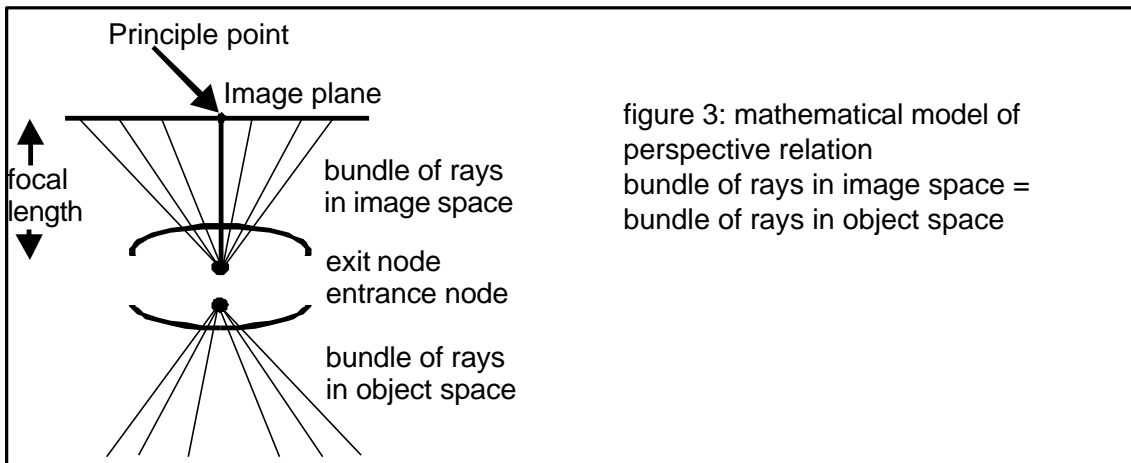 Principle point
Image plane
focal
length
bundle of rays
in image space
exit node
entrance node
bundle of rays
in object space
figure 3: mathematical model of
perspective relation
bundle of rays in image space =
bundle of rays in object space